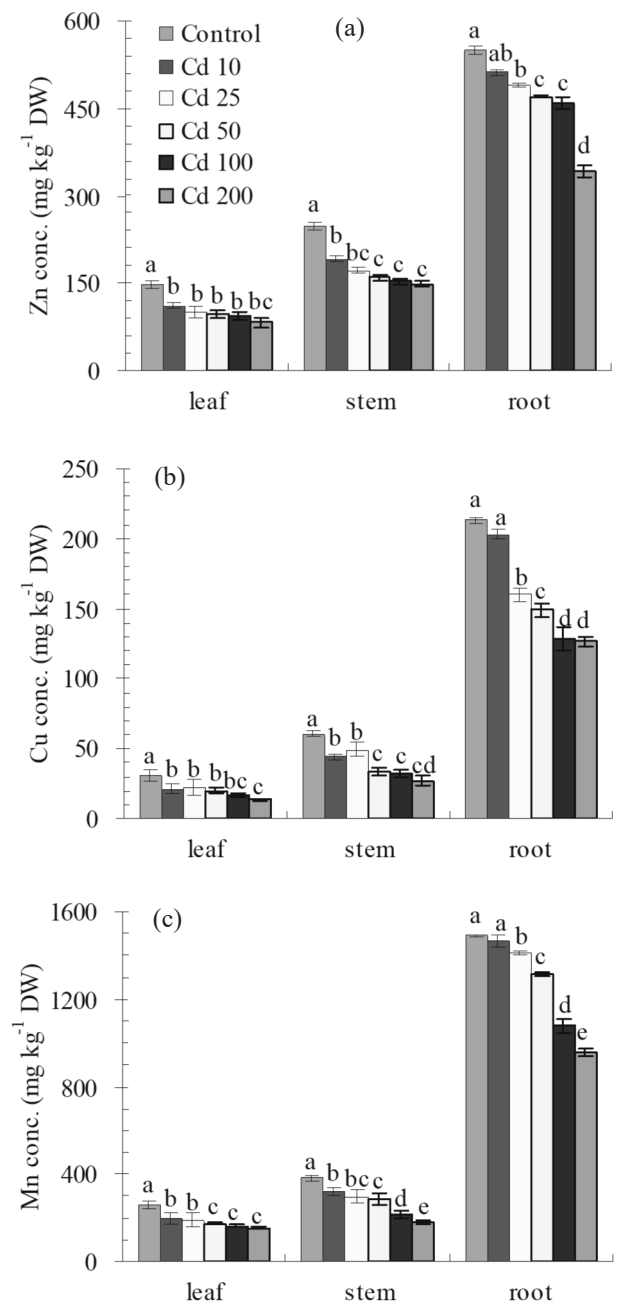 600
(a)
Control
Cd 10
Cd 25
Cd 50
Cd 100
Cd 200
450
300
150
0
Zn conc. (mg kg⁻¹ DW)
a b b b b bc
a b bc c c c
a ab b c c d
leaf stem root
250
(b)
200
150
100
50
0
Cu conc. (mg kg⁻¹ DW)
a b b b bc c
a b b c c cd
a a b c d d
leaf stem root
1600
(c)
1200
800
400
0
Mn conc. (mg kg⁻¹ DW)
a b b c c c
a b bc c d e
a a b c d e
leaf stem root